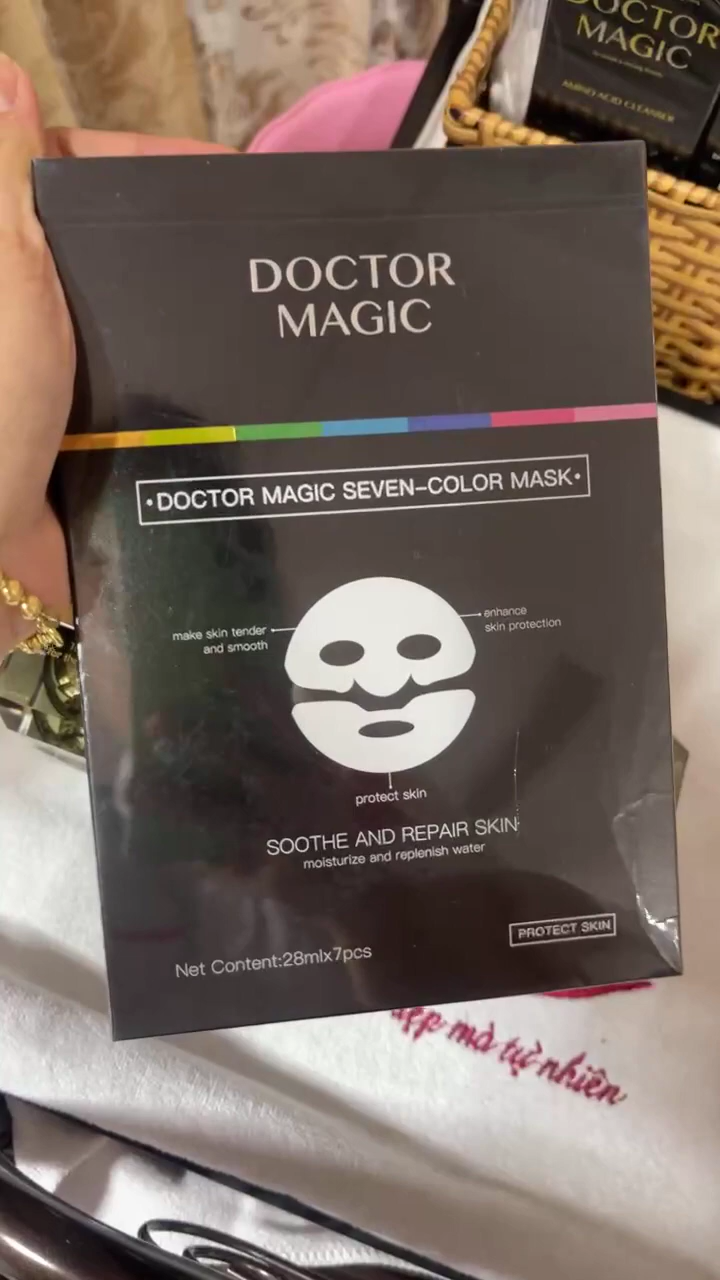 DOCTOR
MAGIC
AMINO ACID CLEANSER
DOCTOR
MAGIC
•DOCTOR MAGIC SEVEN-COLOR MASK•
make skin tender
and smooth
enhance
skin protection
protect skin
SOOTHE AND REPAIR SKIN
moisturize and replenish water
PROTECT SKIN
Net Content:28mlx7pcs
đẹp mà tự nhiên